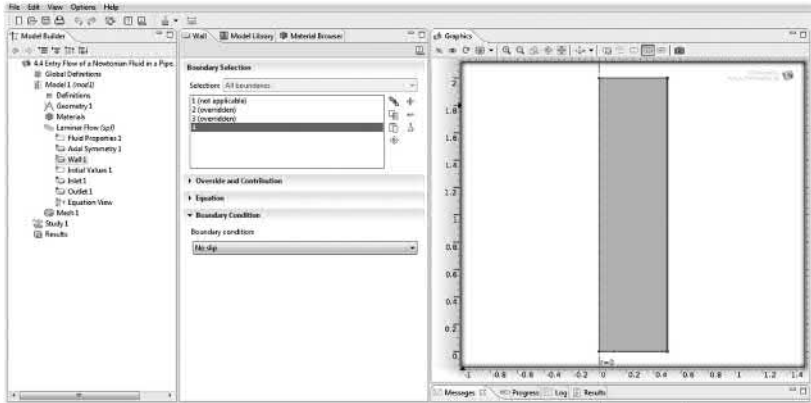 File Edit View Options Help
Model Builder
4.4 Entry Flow of a Newtonian Fluid in a Pipe.
Global Definitions
Model 1 (mod1)
Definitions
Geometry 1
Materials
Laminar Flow (spf)
Fluid Properties 1
Axial Symmetry 1
Wall 1
Initial Values 1
Inlet 1
Outlet 1
Equation View
Mesh 1
Study 1
Results
Wall
Model Library
Material Browser
Boundary Selection
Selection: All boundaries
1 (not applicable)
2 (overridden)
3 (overridden)
4
Override and Contribution
Equation
Boundary Condition
Boundary condition:
No slip
Graphics
2
1.8
1.6
1.4
1.2
1
0.8
0.6
0.4
0.2
0
r=0
-1 -0.8 -0.6 -0.4 -0.2 0 0.2 0.4 0.6 0.8 1 1.2 1.4
Messages
Progress
Log
Results